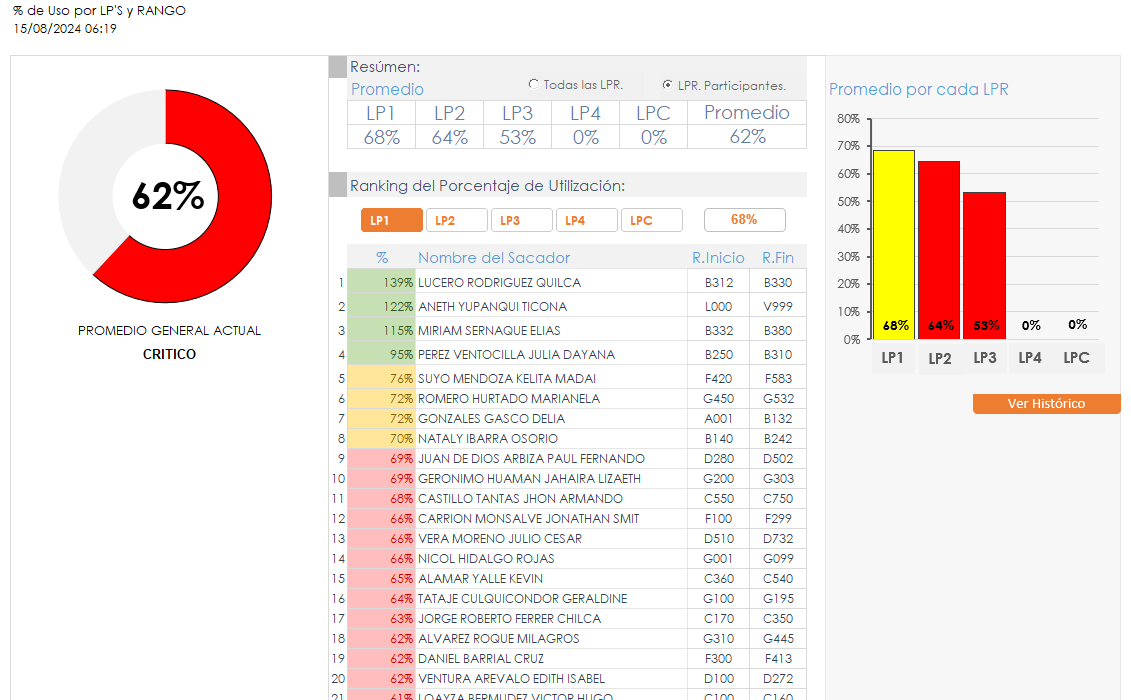 % de Uso por LP'S y RANGO
15/08/2024 06:19
62%
PROMEDIO GENERAL ACTUAL
CRITICO
Resúmen:
Promedio
Todas las LPR.
LPR. Participantes.
LP1 LP2 LP3 LP4 LPC Promedio
68% 64% 53% 0% 0% 62%
Ranking del Porcentaje de Utilización:
LP1 LP2 LP3 LP4 LPC 68%
% Nombre del Sacador R.Inicio R.Fin
1 139% LUCERO RODRIGUEZ QUILCA B312 B330
2 122% ANETH YUPANQUI TICONA L000 V999
3 115% MIRIAM SERNAQUE ELIAS B332 B380
4 95% PEREZ VENTOCILLA JULIA DAYANA B250 B310
5 76% SUYO MENDOZA KELITA MADAI F420 F583
6 72% ROMERO HURTADO MARIANELA G450 G532
7 72% GONZALES GASCO DELIA A001 B132
8 70% NATALY IBARRA OSORIO B140 B242
9 69% JUAN DE DIOS ARBIZA PAUL FERNANDO D280 D502
10 69% GERONIMO HUAMAN JAHAIRA LIZAETH G200 G303
11 68% CASTILLO TANTAS JHON ARMANDO C550 C750
12 66% CARRION MONSALVE JONATHAN SMIT F100 F299
13 66% VERA MORENO JULIO CESAR D510 D732
14 66% NICOL HIDALGO ROJAS G001 G099
15 65% ALAMAR YALLE KEVIN C360 C540
16 64% TATAJE CULQUICONDOR GERALDINE G100 G195
17 63% JORGE ROBERTO FERRER CHILCA C170 C350
18 62% ALVAREZ ROQUE MILAGROS G310 G445
19 62% DANIEL BARRIAL CRUZ F300 F413
20 62% VENTURA AREVALO EDITH ISABEL D100 D272
21 61% LOAYZA BERMUDEZ VICTOR HUGO C100 C160
Promedio por cada LPR
80%
70%
60%
50%
40%
30%
20%
10%
0%
68% 64% 53% 0% 0%
LP1 LP2 LP3 LP4 LPC
Ver Histórico